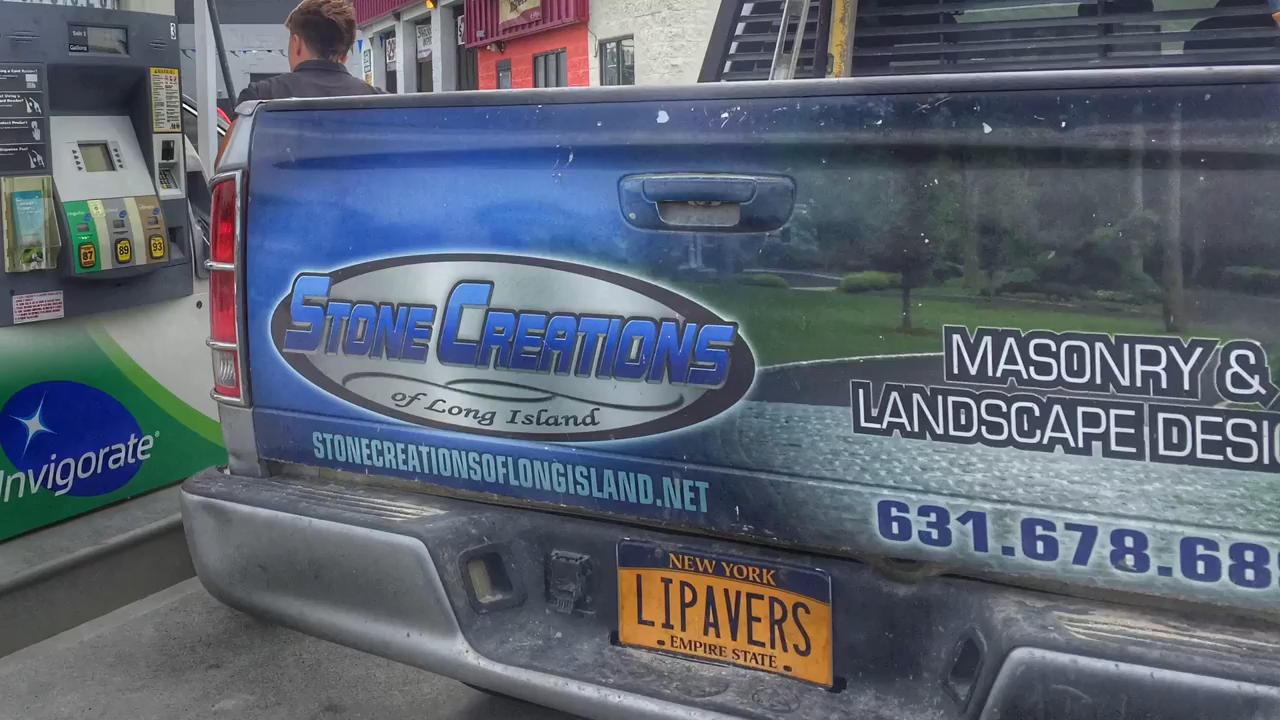 3
87
89
93
Invigorate®
STONE CREATIONS
of Long Island
STONECREATIONSOFLONGISLAND.NET
MASONRY &
LANDSCAPE DESI
631.678.68
NEW YORK
LIPAVERS
EMPIRE STATE